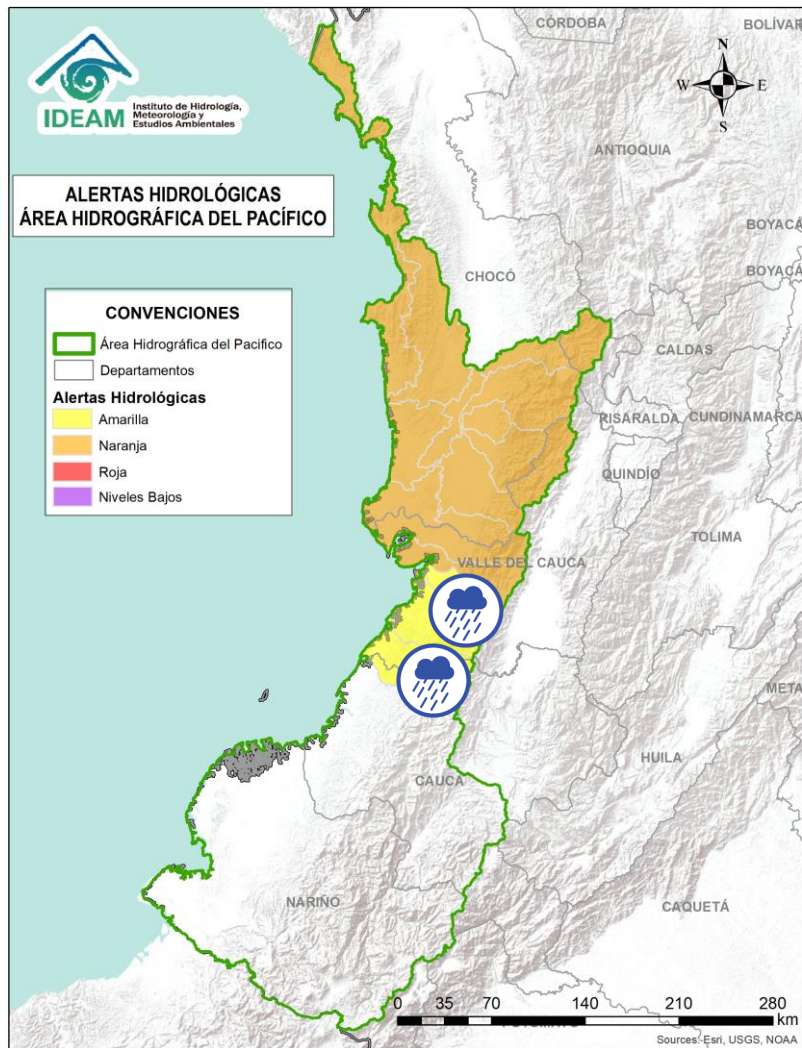 IDEAM
Instituto de Hidrología,
Meteorología y
Estudios Ambientales
ALERTAS HIDROLÓGICAS
ÁREA HIDROGRÁFICA DEL PACÍFICO
CONVENCIONES
Área Hidrográfica del Pacifico
Departamentos
Alertas Hidrológicas
Amarilla
Naranja
Roja
Niveles Bajos
N
W E
S
CÓRDOBA
BOLÍVAR
ANTIOQUIA
BOYACÁ
BOYACÁ
CHOCÓ
CALDAS
RISARALDA
CUNDINAMARCA
QUINDÍO
TOLIMA
VALLE DEL CAUCA
META
HUILA
CAUCA
NARIÑO
CAQUETÁ
0 35 70 140 210 280
km
Sources: Esri, USGS, NOAA